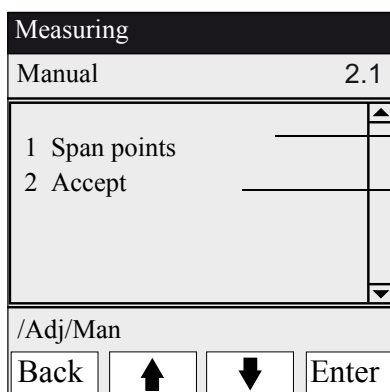 Measuring
Manual 2.1
1 Span points
2 Accept
/Adj/Man
Back Enter